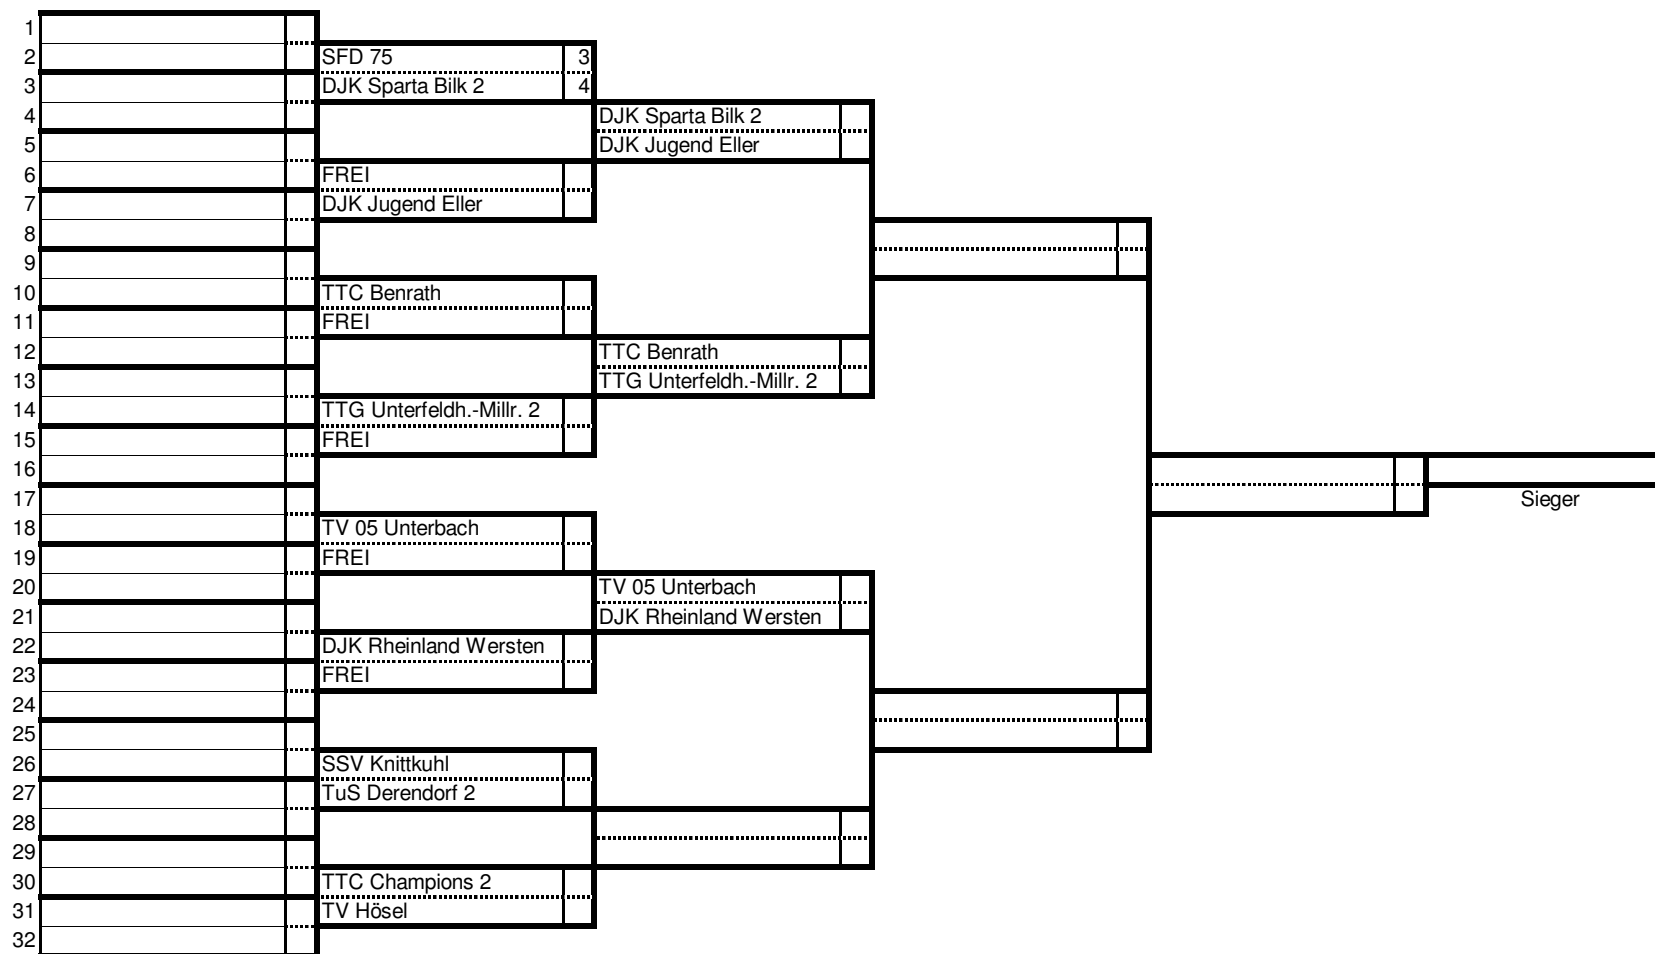 1
2 SFD 75 3
3 DJK Sparta Bilk 2 4
4 DJK Sparta Bilk 2
5 DJK Jugend Eller
6 FREI
7 DJK Jugend Eller
8
9
10 TTC Benrath
11 FREI
12 TTC Benrath
13 TTG Unterfeldh.-Millr. 2
14 TTG Unterfeldh.-Millr. 2
15 FREI
16
17 Sieger
18 TV 05 Unterbach
19 FREI
20 TV 05 Unterbach
21 DJK Rheinland Wersten
22 DJK Rheinland Wersten
23 FREI
24
25
26 SSV Knittkuhl
27 TuS Derendorf 2
28
29
30 TTC Champions 2
31 TV Hösel
32